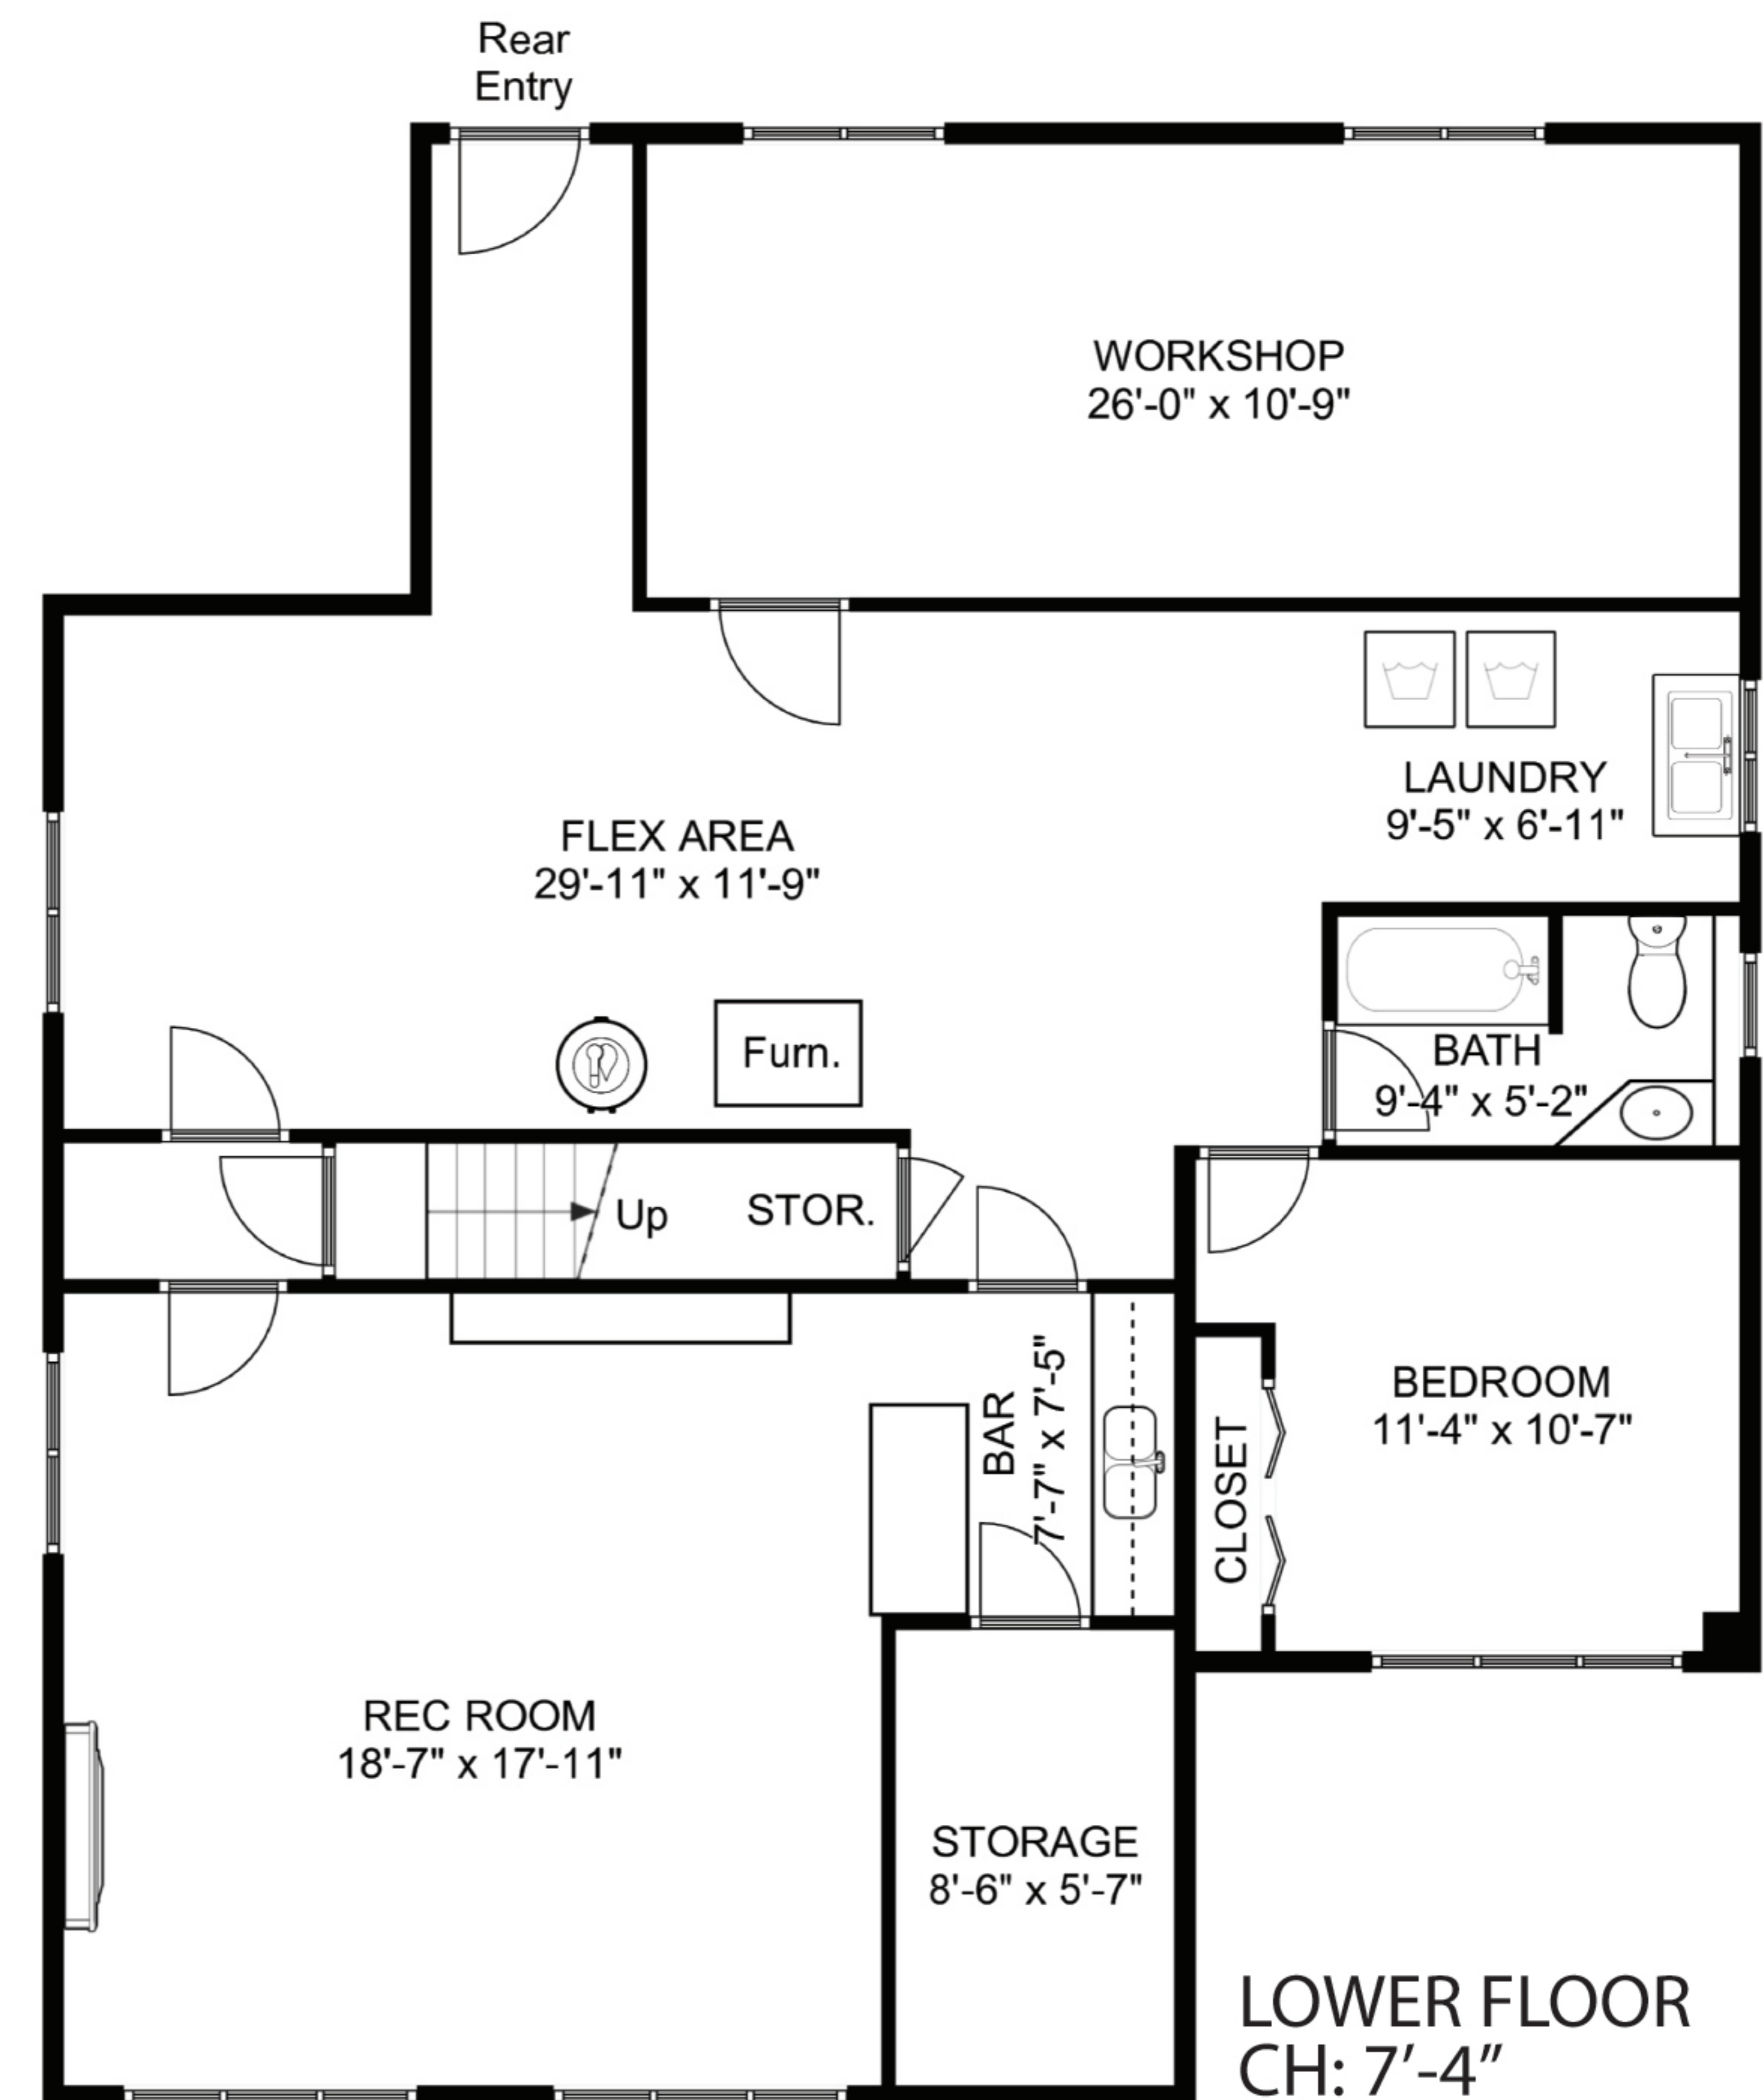 Rear
Entry
WORKSHOP
26'-0" x 10'-9"
LAUNDRY
9'-5" x 6'-11"
FLEX AREA
29'-11" x 11'-9"
Furn.
BATH
9'-4" x 5'-2"
Up
STOR.
BAR
7'-7" x 7'-5"
BEDROOM
11'-4" x 10'-7"
CLOSET
REC ROOM
18'-7" x 17'-11"
STORAGE
8'-6" x 5'-7"
LOWER FLOOR
CH: 7’-4”